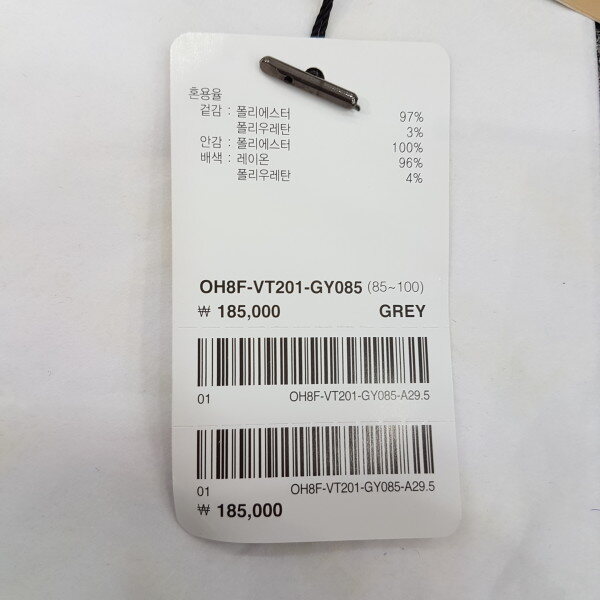 혼용율
겉감 : 폴리에스터 97%
폴리우레탄 3%
안감 : 폴리에스터 100%
배색 : 레이온 96%
폴리우레탄 4%
OH8F-VT201-GY085 (85~100)
₩ 185,000 GREY
01 OH8F-VT201-GY085-A29.5
01 OH8F-VT201-GY085-A29.5
₩ 185,000